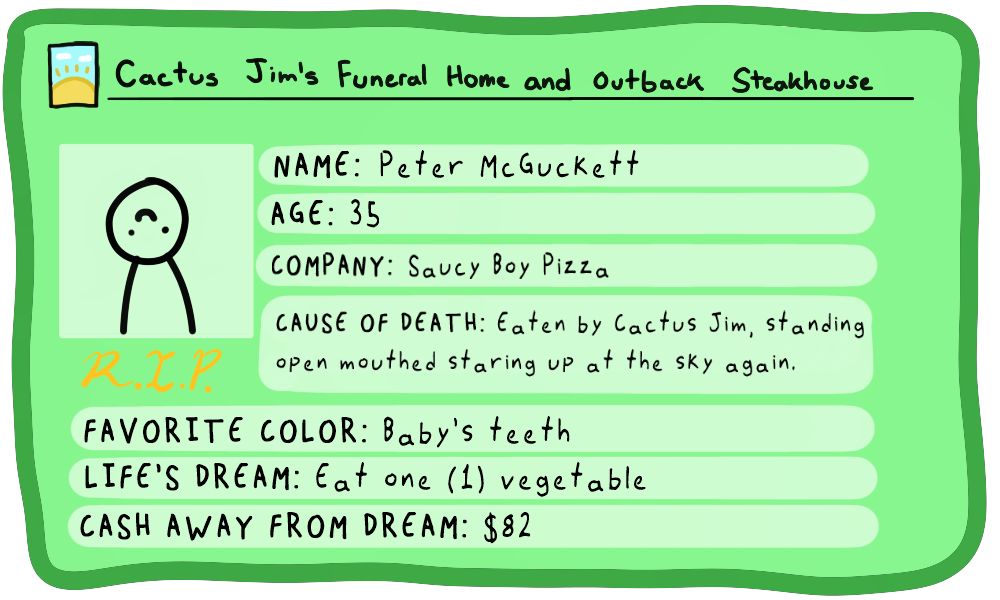 Cactus Jim's Funeral Home and Outback Steakhouse
NAME: Peter McGuckett
AGE: 35
COMPANY: Saucy Boy Pizza
CAUSE OF DEATH: Eaten by Cactus Jim, standing
open mouthed staring up at the sky again.
R.I.P.
FAVORITE COLOR: Baby's teeth
LIFE'S DREAM: Eat one (1) vegetable
CASH AWAY FROM DREAM: $82